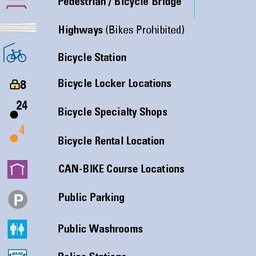 Pedestrian / Bicycle Bridge
Highways (Bikes Prohibited)
Bicycle Station
8 Bicycle Locker Locations
24 Bicycle Specialty Shops
4 Bicycle Rental Location
CAN-BIKE Course Locations
P Public Parking
Public Washrooms
POLICE Police Stations